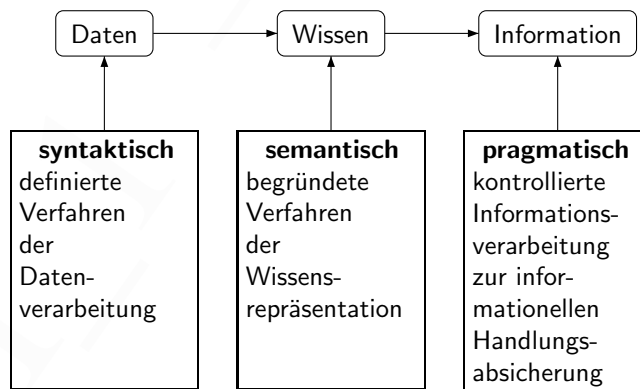 Daten Wissen Information
syntaktisch
definierte
Verfahren
der
Daten-
verarbeitung
semantisch
begründete
Verfahren
der
Wissens-
repräsentation
pragmatisch
kontrollierte
Informations-
verarbeitung
zur infor-
mationellen
Handlungs-
absicherung